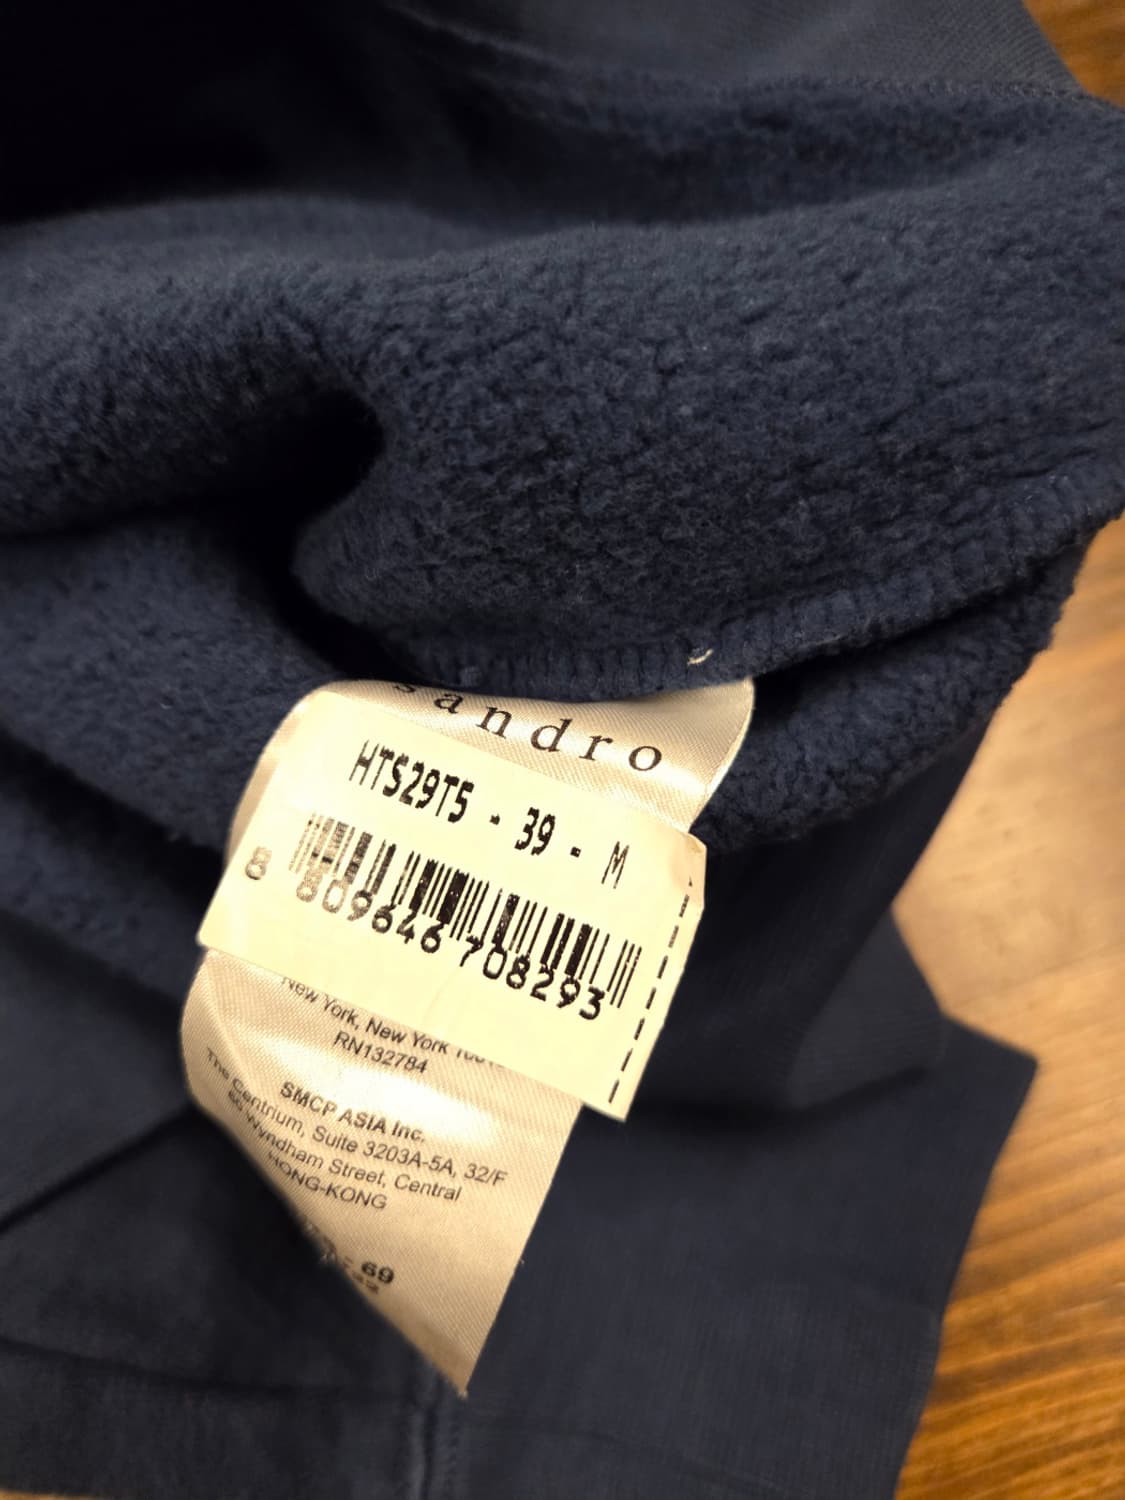 sandro
HTS29T5 - 39 - M
8 809646 708293
New York, New York
RN132784
SMCP ASIA Inc.
The Centrium, Suite 3203A-5A, 32/F
60 Wyndham Street, Central
HONG-KONG
69